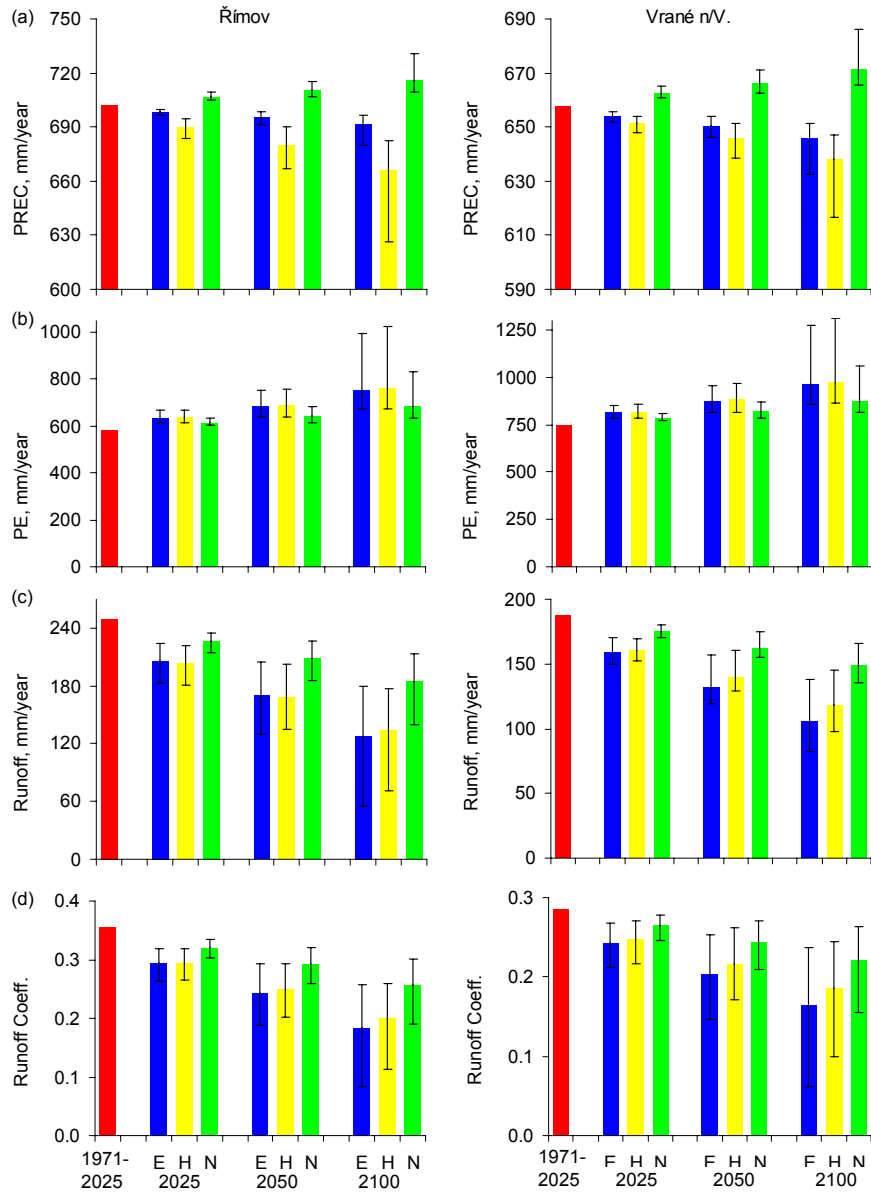 (a)
Římov
Vrané n/V.
PREC, mm/year
750
720
690
660
630
600
PREC, mm/year
690
670
650
630
610
590
(b)
PE, mm/year
1000
800
600
400
200
0
PE, mm/year
1250
1000
750
500
250
0
(c)
Runoff, mm/year
240
180
120
60
0
Runoff, mm/year
200
150
100
50
0
(d)
Runoff Coeff.
0.4
0.3
0.2
0.1
0.0
Runoff Coeff.
0.3
0.2
0.1
0.0
1971- E H N E H N E H N
2025 2025 2050 2100
1971- F H N F H N F H N
2025 2025 2050 2100